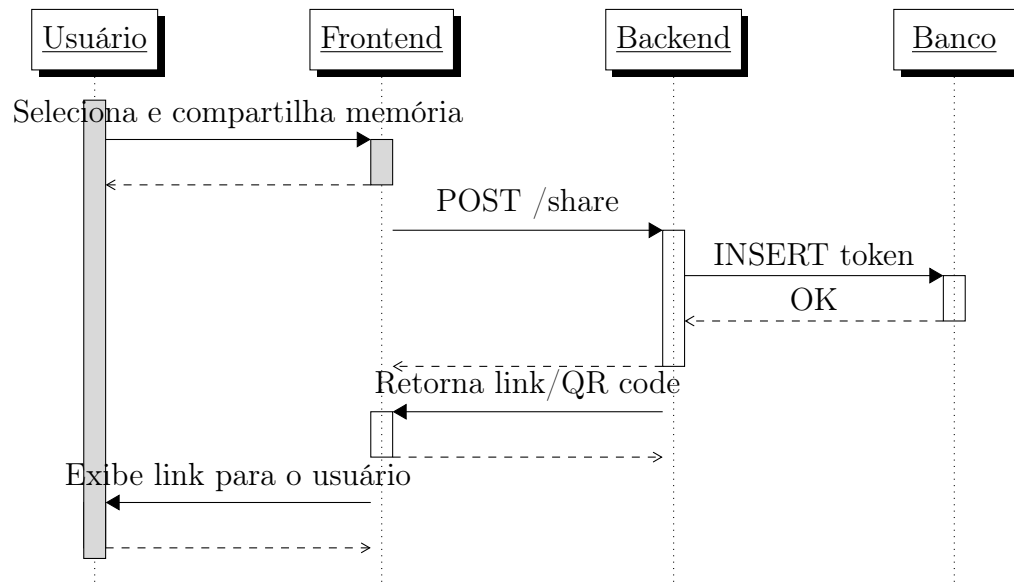 Usuário
Frontend
Backend
Banco
Seleciona e compartilha memória
POST /share
INSERT token
OK
Retorna link/QR code
Exibe link para o usuário